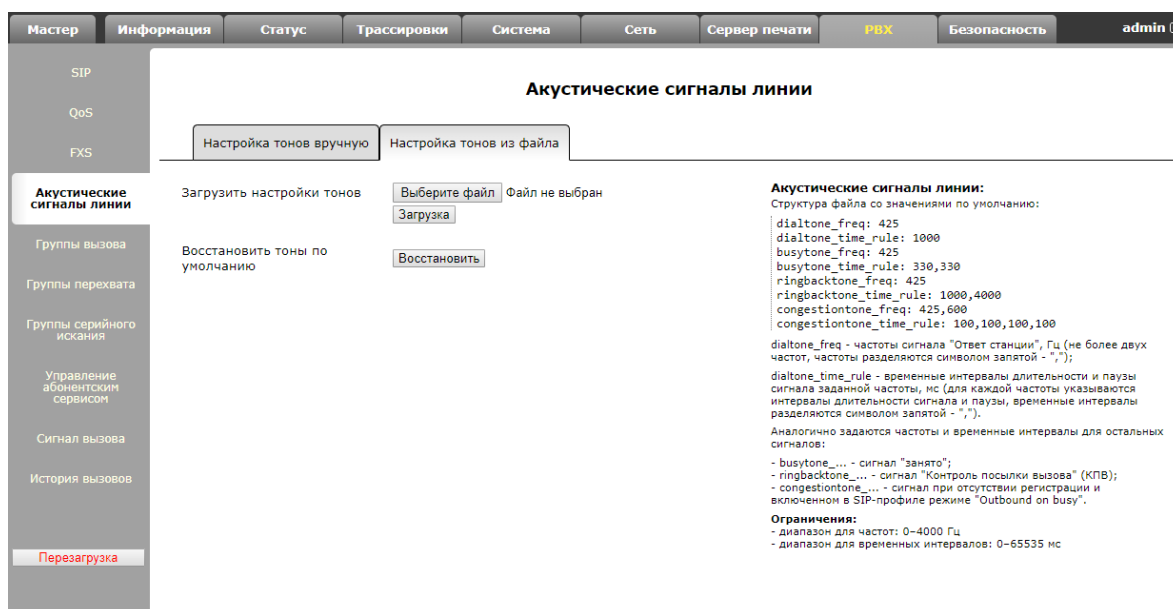 Мастер
Информация
Статус
Трассировки
Система
Сеть
Сервер печати
PBX
Безопасность
admin
SIP
QoS
FXS
Акустические
сигналы линии
Группы вызова
Группы перехвата
Группы серийного
искания
Управление
абонентским
сервисом
Сигнал вызова
История вызовов
Перезагрузка
Акустические сигналы линии
Настройка тонов вручную
Настройка тонов из файла
Загрузить настройки тонов
Выберите файл Файл не выбран
Загрузка
Восстановить тоны по
умолчанию
Восстановить
Акустические сигналы линии:
Структура файла со значениями по умолчанию:
dialtone_freq: 425
dialtone_time_rule: 1000
busytone_freq: 425
busytone_time_rule: 330,330
ringbacktone_freq: 425
ringbacktone_time_rule: 1000,4000
congestiontone_freq: 425,600
congestiontone_time_rule: 100,100,100,100
dialtone_freq - частоты сигнала "Ответ станции", Гц (не более двух
частот, частоты разделяются символом запятой - ",");
dialtone_time_rule - временные интервалы длительности и паузы
сигнала заданной частоты, мс (для каждой частоты указываются
интервалы длительности сигнала и паузы, временные интервалы
разделяются символом запятой - ",").
Аналогично задаются частоты и временные интервалы для остальных
сигналов:
- busytone_... - сигнал "занято";
- ringbacktone_... - сигнал "Контроль посылки вызова" (КПВ);
- congestiontone_... - сигнал при отсутствии регистрации и
включенном в SIP-профиле режиме "Outbound on busy".
Ограничения:
- диапазон для частот: 0–4000 Гц
- диапазон для временных интервалов: 0–65535 мс